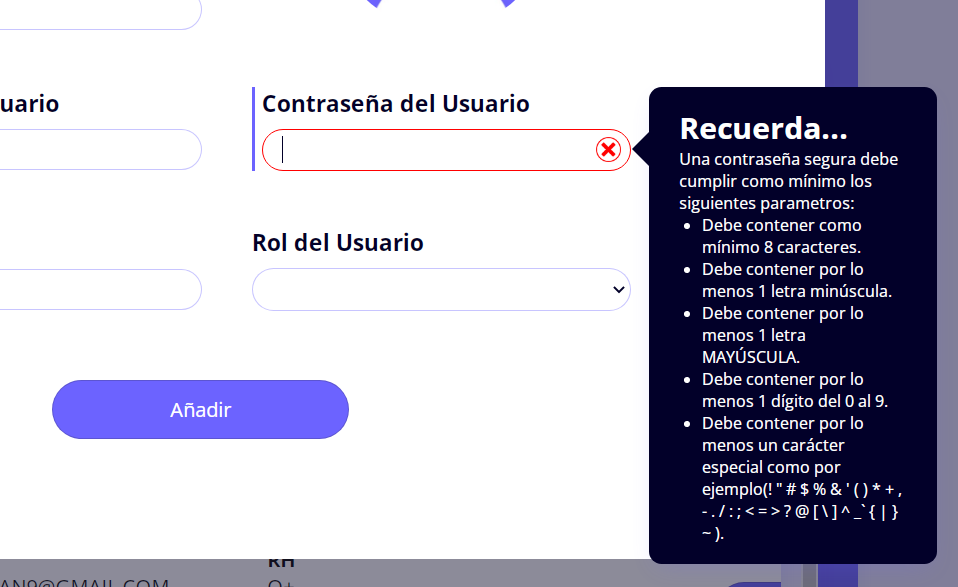 uario
Contraseña del Usuario
Rol del Usuario
Añadir
Recuerda...
Una contraseña segura debe
cumplir como mínimo los
siguientes parametros:
• Debe contener como
mínimo 8 caracteres.
• Debe contener por lo
menos 1 letra minúscula.
• Debe contener por lo
menos 1 letra
MAYÚSCULA.
• Debe contener por lo
menos 1 dígito del 0 al 9.
• Debe contener por lo
menos un carácter
especial como por
ejemplo(! " # $ % & ' ( ) * + ,
- . / : ; < = > ? @ [ \ ] ^ _ ` { | }
~ ).
RH
AN9@GMAIL.COM
O+